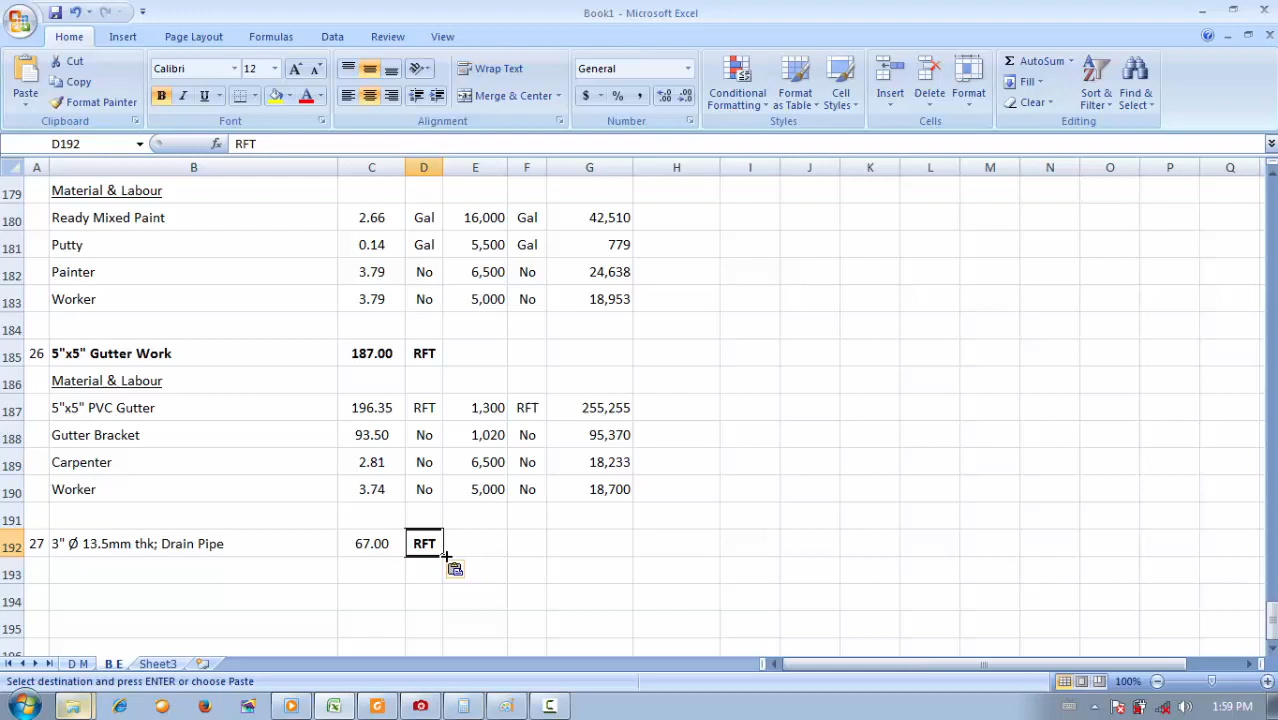 Book1 - Microsoft Excel
Home Insert Page Layout Formulas Data Review View
Paste
Cut
Copy
Format Painter
Clipboard
Calibri 12
B I U
Font
Wrap Text
Merge & Center
Alignment
General
$ % ,
Number
Conditional Formatting
Format as Table
Cell Styles
Styles
Insert Delete Format
Cells
AutoSum
Fill
Clear
Sort & Filter
Find & Select
Editing
D192 fx RFT
A B C D E F G H I J K L M N O P Q
179 Material & Labour
180 Ready Mixed Paint 2.66 Gal 16,000 Gal 42,510
181 Putty 0.14 Gal 5,500 Gal 779
182 Painter 3.79 No 6,500 No 24,638
183 Worker 3.79 No 5,000 No 18,953
184
185 26 5"x5" Gutter Work 187.00 RFT
186 Material & Labour
187 5"x5" PVC Gutter 196.35 RFT 1,300 RFT 255,255
188 Gutter Bracket 93.50 No 1,020 No 95,370
189 Carpenter 2.81 No 6,500 No 18,233
190 Worker 3.74 No 5,000 No 18,700
191
192 27 3" Ø 13.5mm thk; Drain Pipe 67.00 RFT
193
194
195
196
D M B E Sheet3
Select destination and press ENTER or choose Paste 100%
1:59 PM